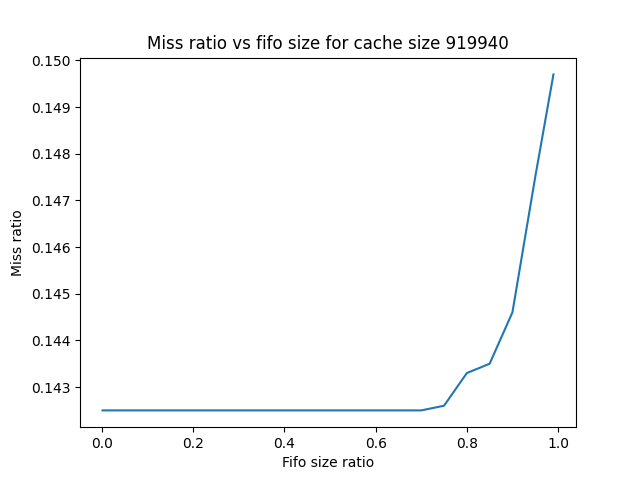 Miss ratio vs fifo size for cache size 919940
0.150
0.149
0.148
0.147
0.146
0.145
0.144
0.143
Miss ratio
0.0 0.2 0.4 0.6 0.8 1.0
Fifo size ratio